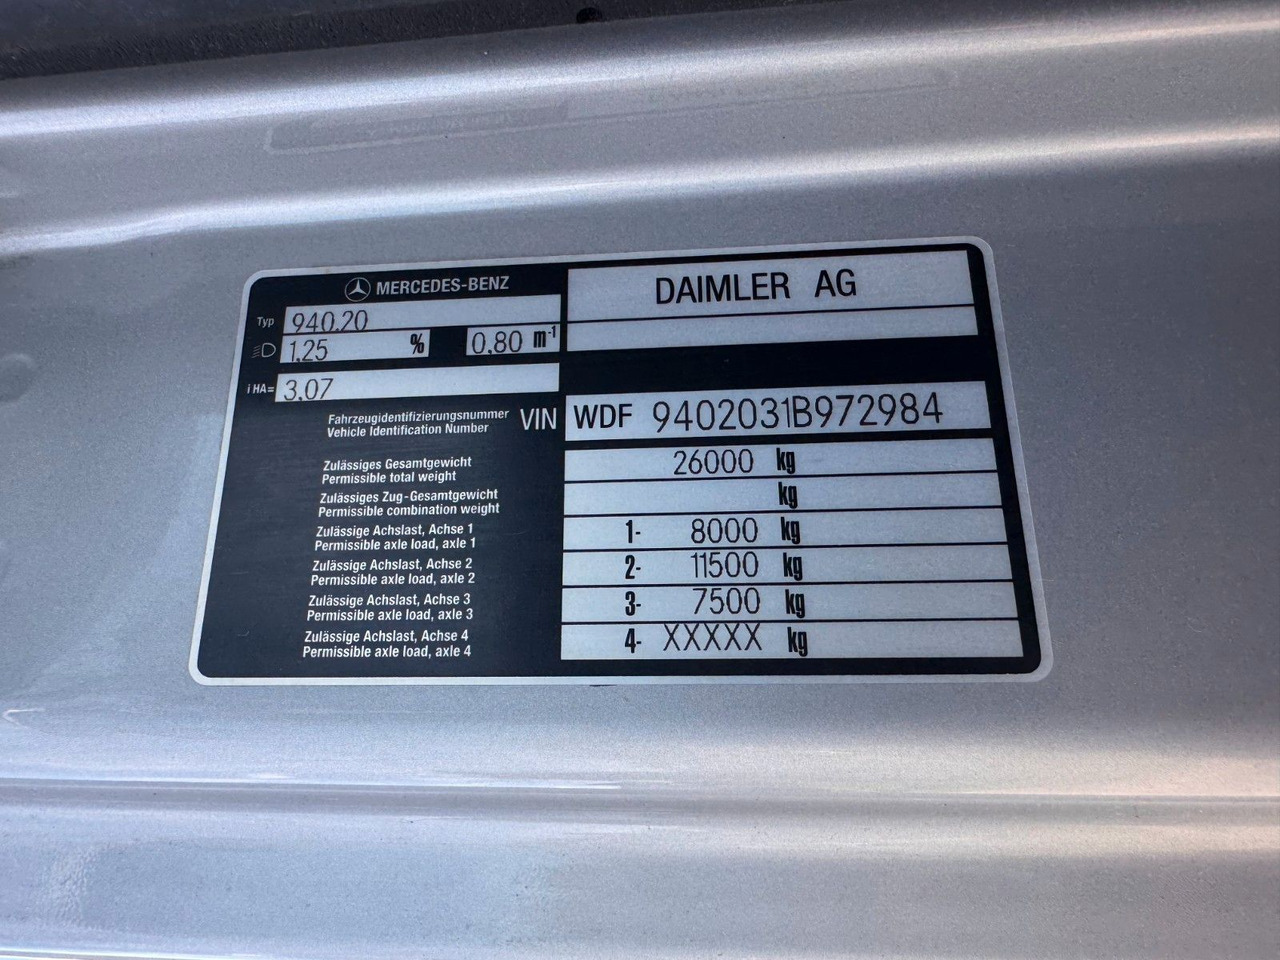 MERCEDES-BENZ
DAIMLER AG
Typ 940.20
1,25 % 0,80 m-1
i HA= 3,07
Fahrzeugidentifizierungsnummer
Vehicle Identification Number
VIN WDF 9402031B972984
Zulässiges Gesamtgewicht
Permissible total weight
26000 kg
Zulässiges Zug-Gesamtgewicht
Permissible combination weight
kg
Zulässige Achslast, Achse 1
Permissible axle load, axle 1
1- 8000 kg
Zulässige Achslast, Achse 2
Permissible axle load, axle 2
2- 11500 kg
Zulässige Achslast, Achse 3
Permissible axle load, axle 3
3- 7500 kg
Zulässige Achslast, Achse 4
Permissible axle load, axle 4
4- XXXXX kg